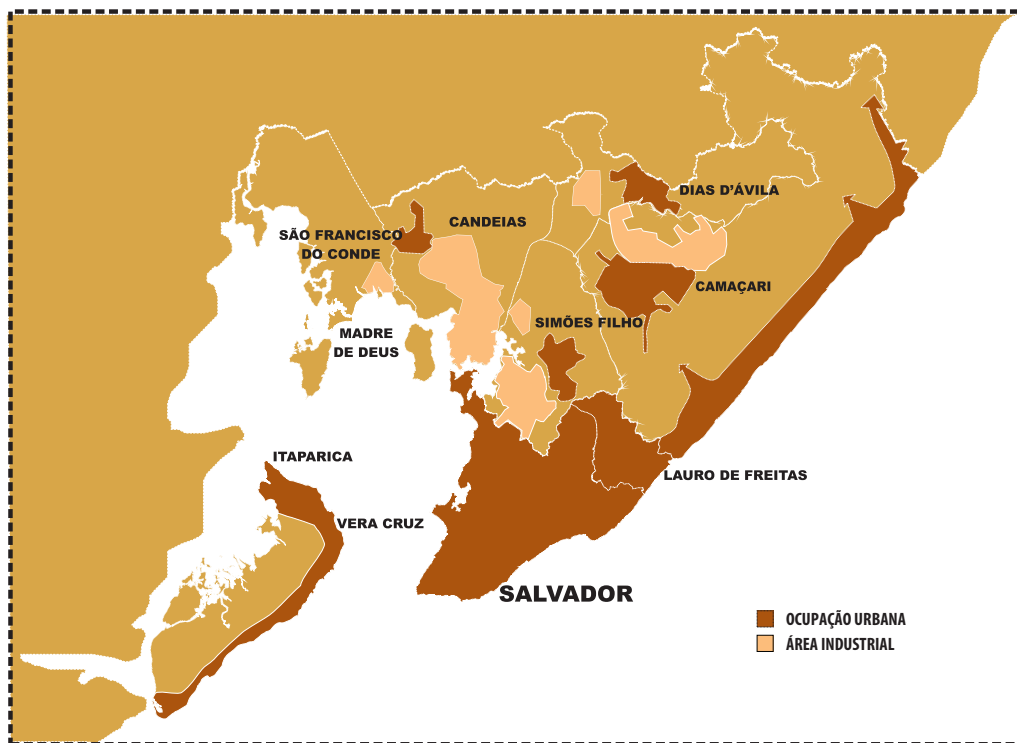 DIAS D'ÁVILA
CANDEIAS
SÃO FRANCISCO
DO CONDE
CAMAÇARI
SIMÕES FILHO
MADRE
DE DEUS
ITAPARICA
LAURO DE FREITAS
VERA CRUZ
SALVADOR
OCUPAÇÃO URBANA
ÁREA INDUSTRIAL